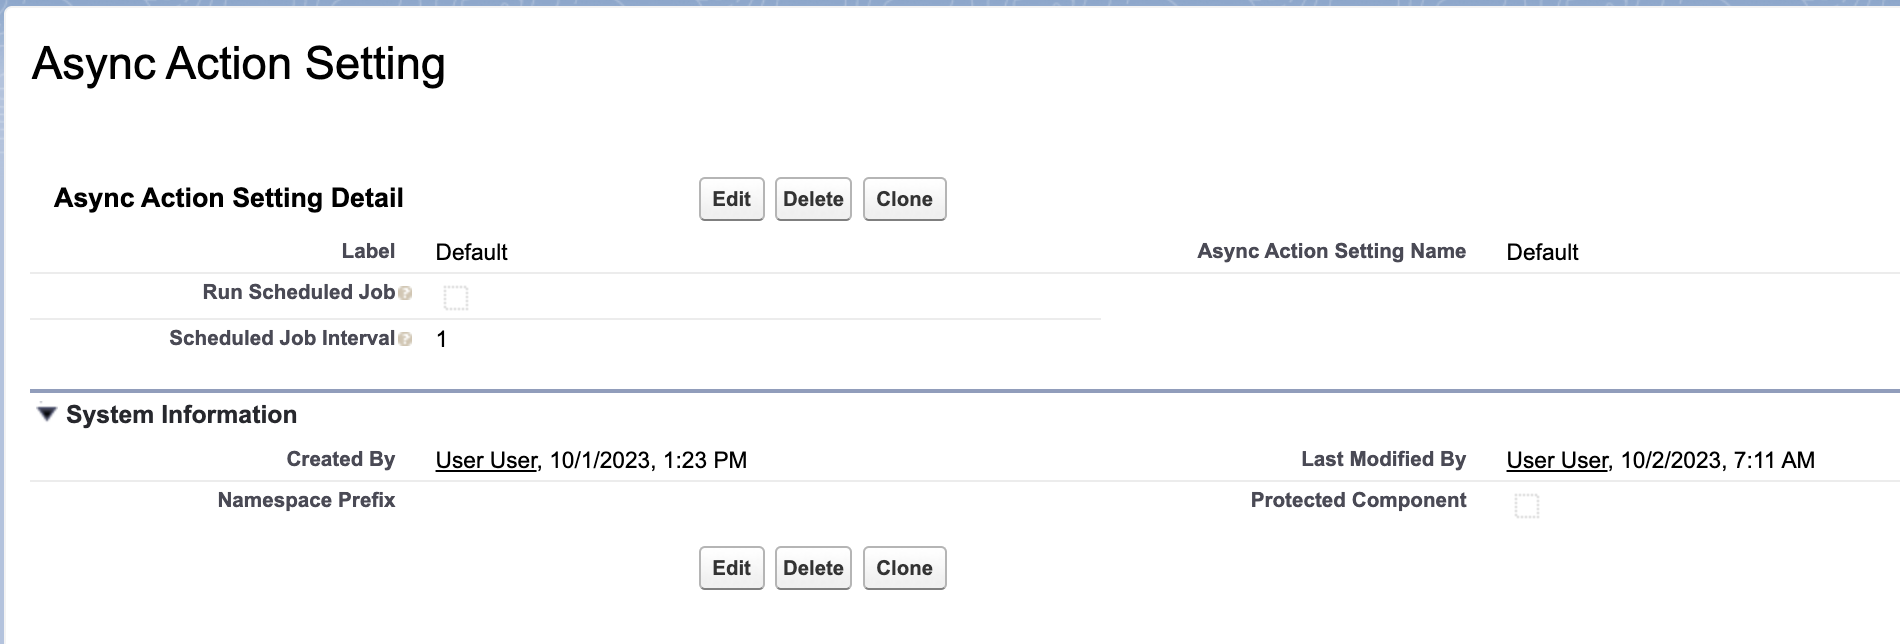 Async Action Setting
Async Action Setting Detail
Edit Delete Clone
Label Default Async Action Setting Name Default
Run Scheduled Job ?
Scheduled Job Interval ? 1
System Information
Created By User User, 10/1/2023, 1:23 PM Last Modified By User User, 10/2/2023, 7:11 AM
Namespace Prefix Protected Component
Edit Delete Clone